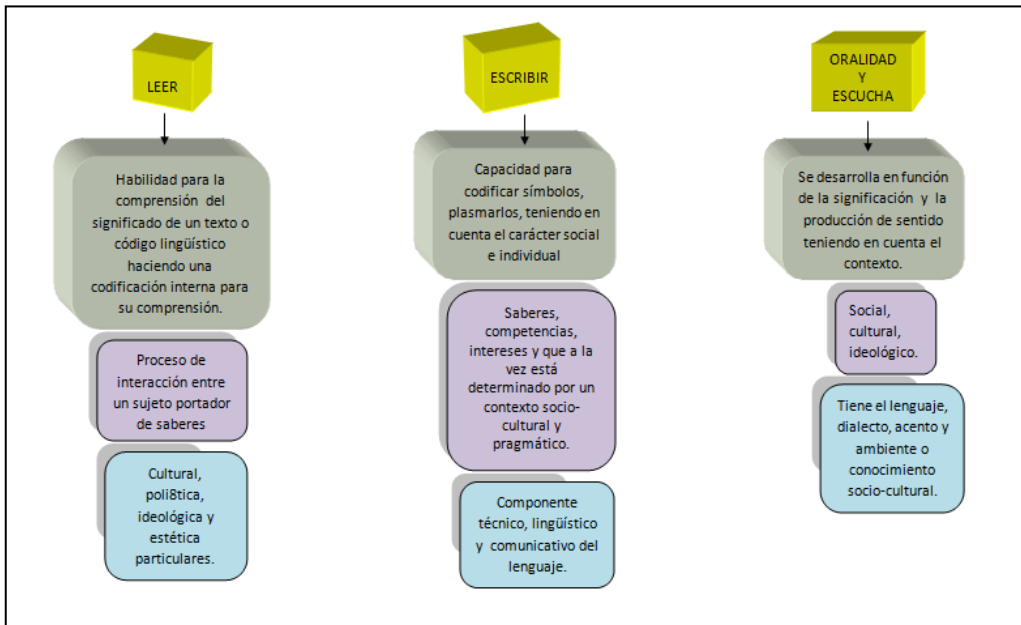 LEER
Habilidad para la
comprensión del
significado de un texto o
código lingüístico
haciendo una
codificación interna para
su comprensión.
Proceso de
interacción entre
un sujeto portador de
saberes
Cultural,
poli8tica,
ideológica y
estética
particulares.
ESCRIBIR
Capacidad para
codificar símbolos,
plasmarlos, teniendo en
cuenta el carácter social
e individual
Saberes,
competencias,
intereses y que a la
vez está
determinado por un
contexto socio-
cultural y
pragmático.
Componente
técnico, lingüístico
y comunicativo del
lenguaje.
ORALIDAD
Y
ESCUCHA
Se desarrolla en función
de la significación y la
producción de sentido
teniendo en cuenta el
contexto.
Social,
cultural,
ideológico.
Tiene el lenguaje,
dialecto, acento y
ambiente o
conocimiento
socio-cultural.